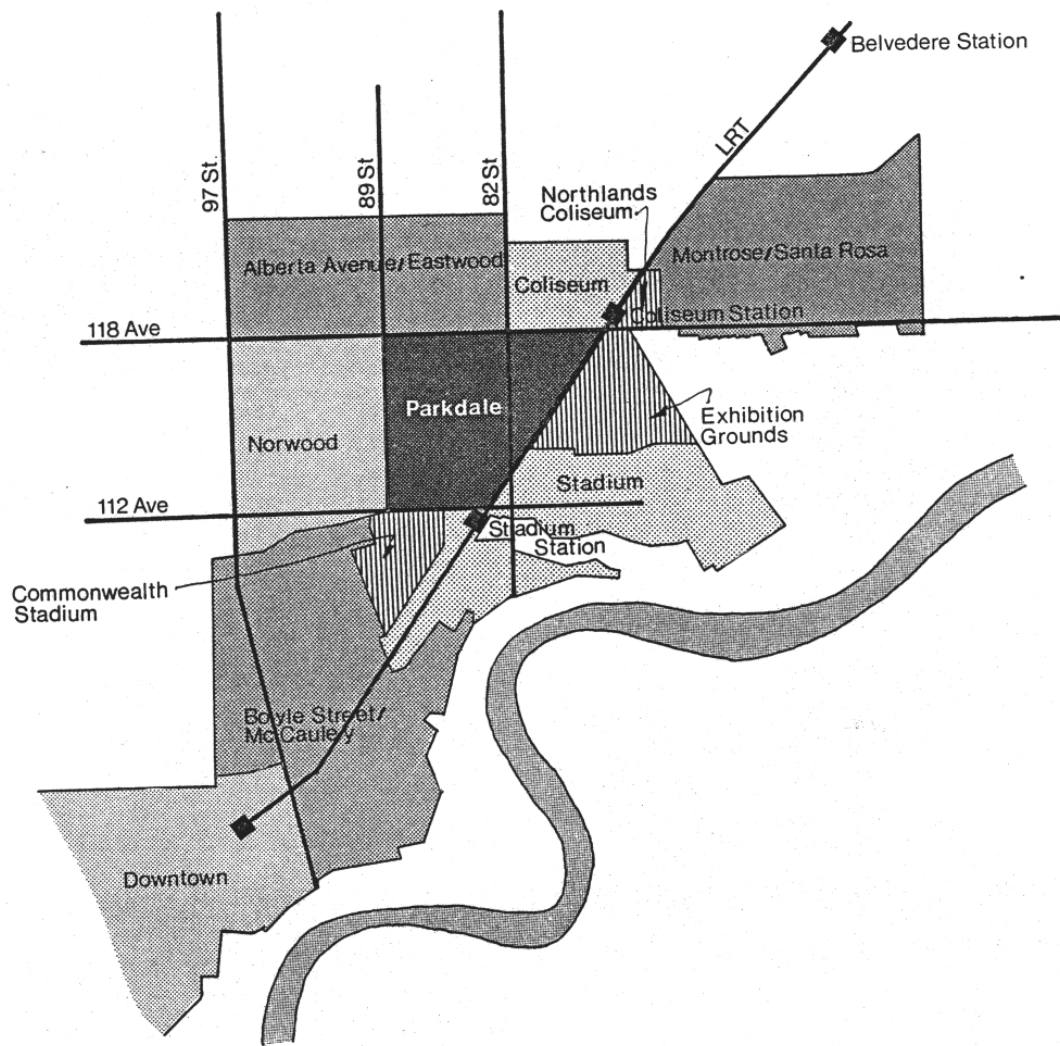 Belvedere Station
LRT
97 St.
89 St
82 St
Northlands
Coliseum
Alberta Avenue/Eastwood
Coliseum
Montrose/Santa Rosa
Coliseum Station
118 Ave
Parkdale
Exhibition
Grounds
Norwood
Stadium
112 Ave
Stadium
Station
Commonwealth
Stadium
Boyle Street/
McCauley
Downtown